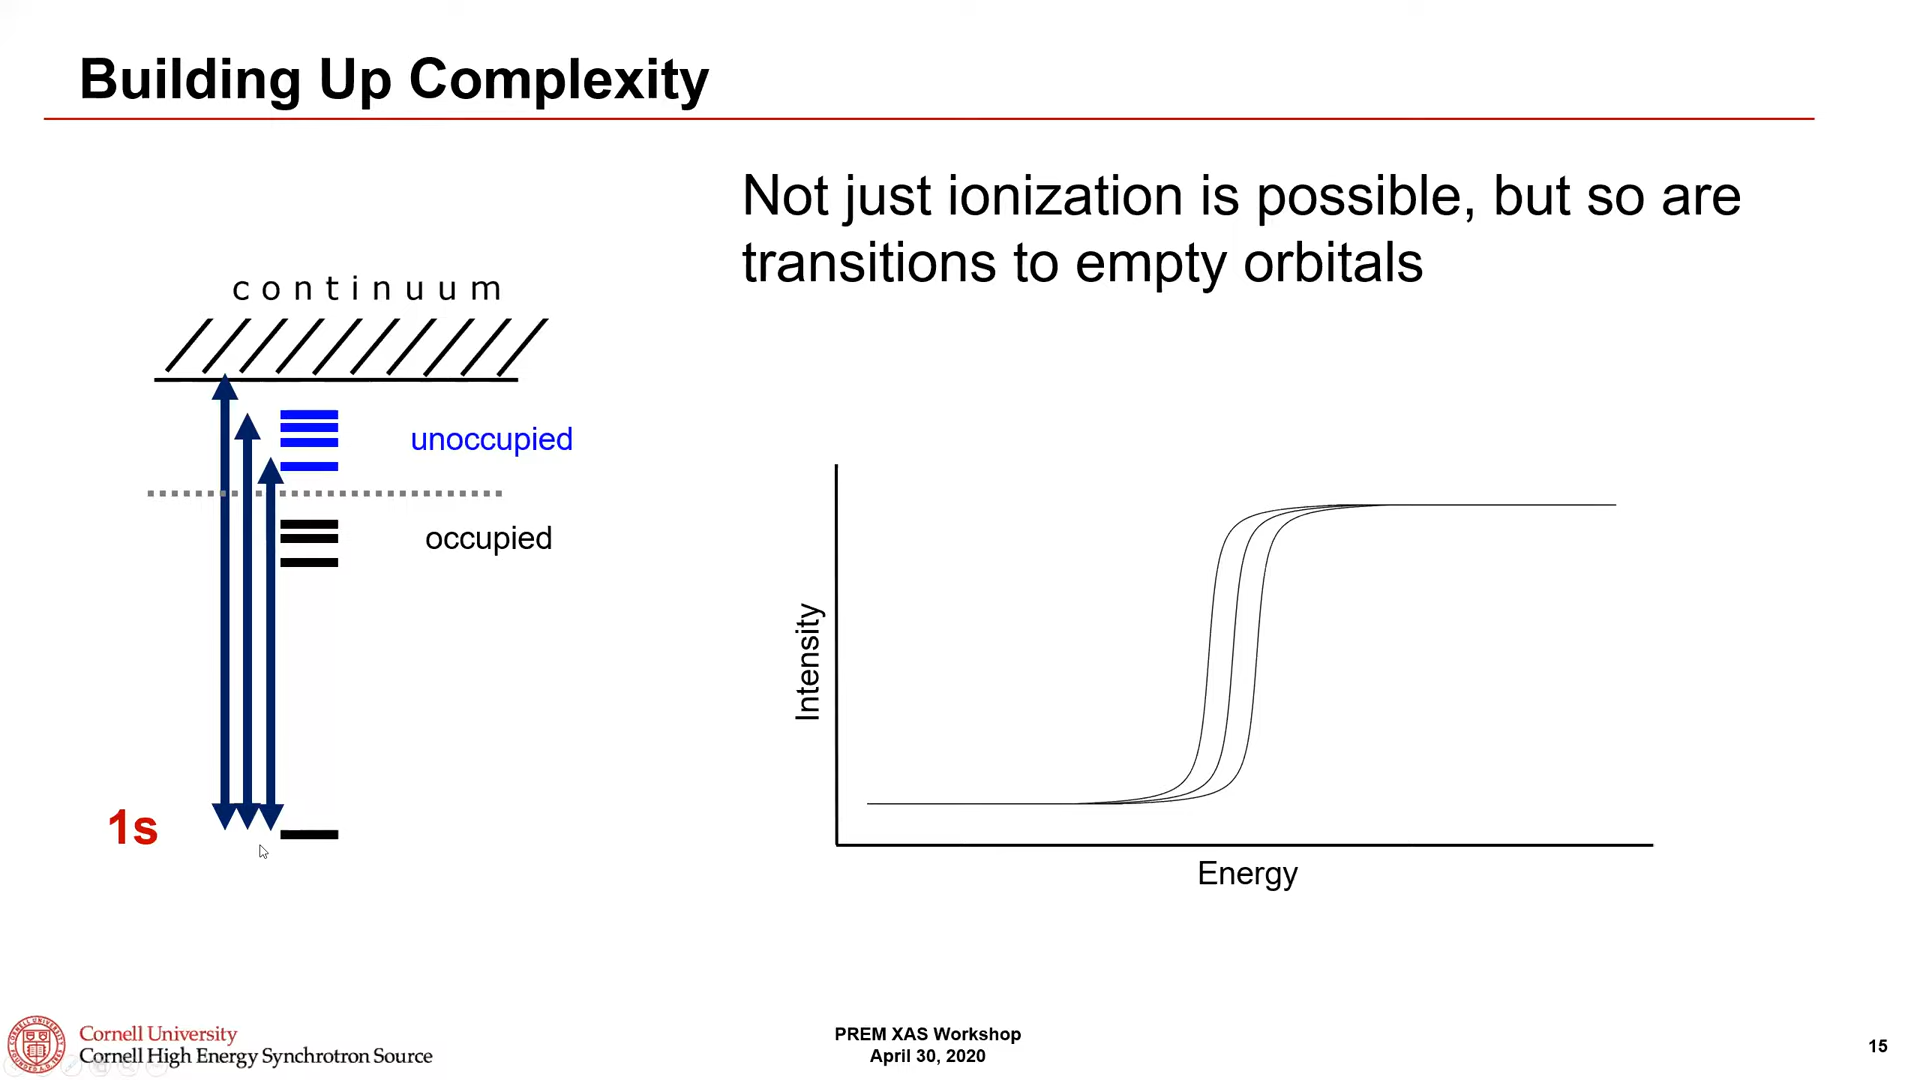 Building Up Complexity
Not just ionization is possible, but so are
transitions to empty orbitals
continuum
unoccupied
occupied
1s
Intensity
Energy
Cornell University
Cornell High Energy Synchrotron Source
PREM XAS Workshop
April 30, 2020
15